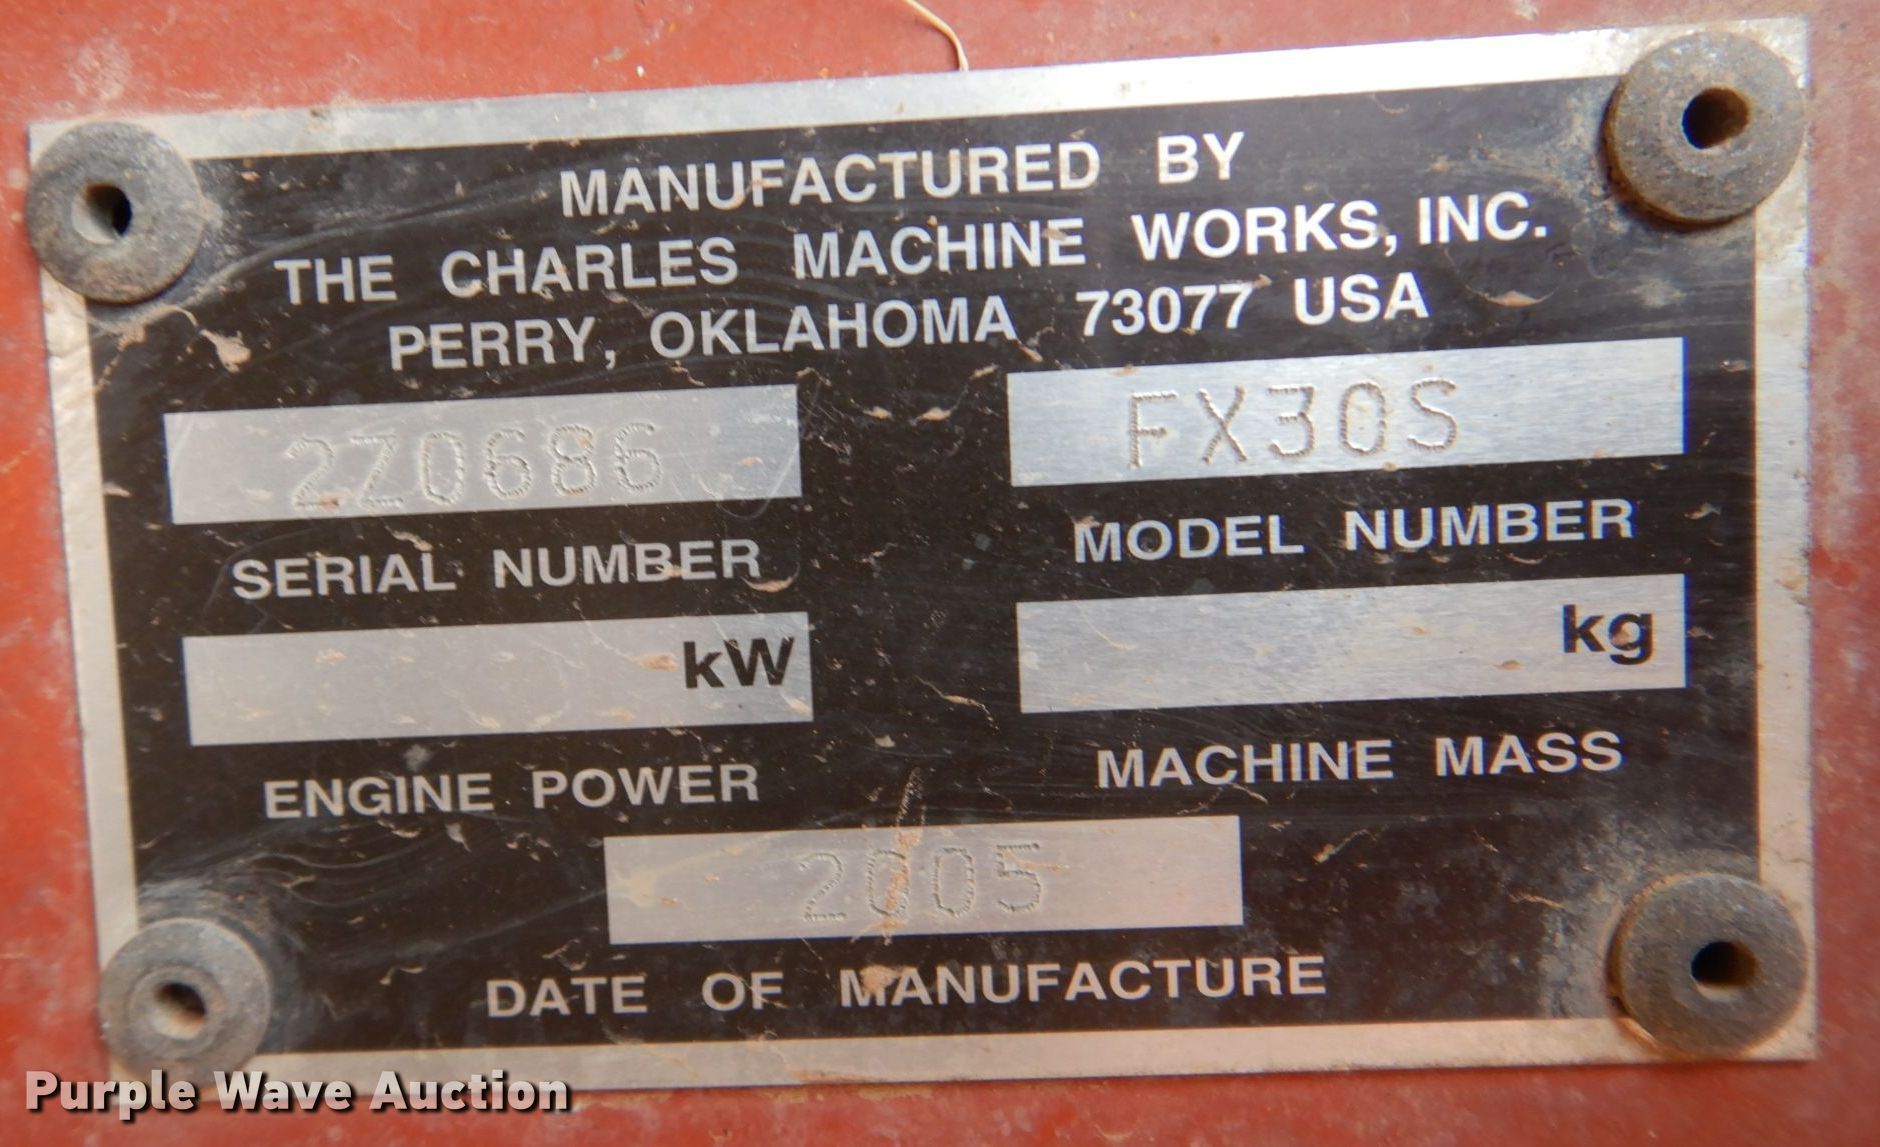 MANUFACTURED BY
THE CHARLES MACHINE WORKS, INC.
PERRY, OKLAHOMA 73077 USA
2Z0686 FX30S
SERIAL NUMBER MODEL NUMBER
kW kg
ENGINE POWER MACHINE MASS
2005
DATE OF MANUFACTURE
Purple Wave Auction